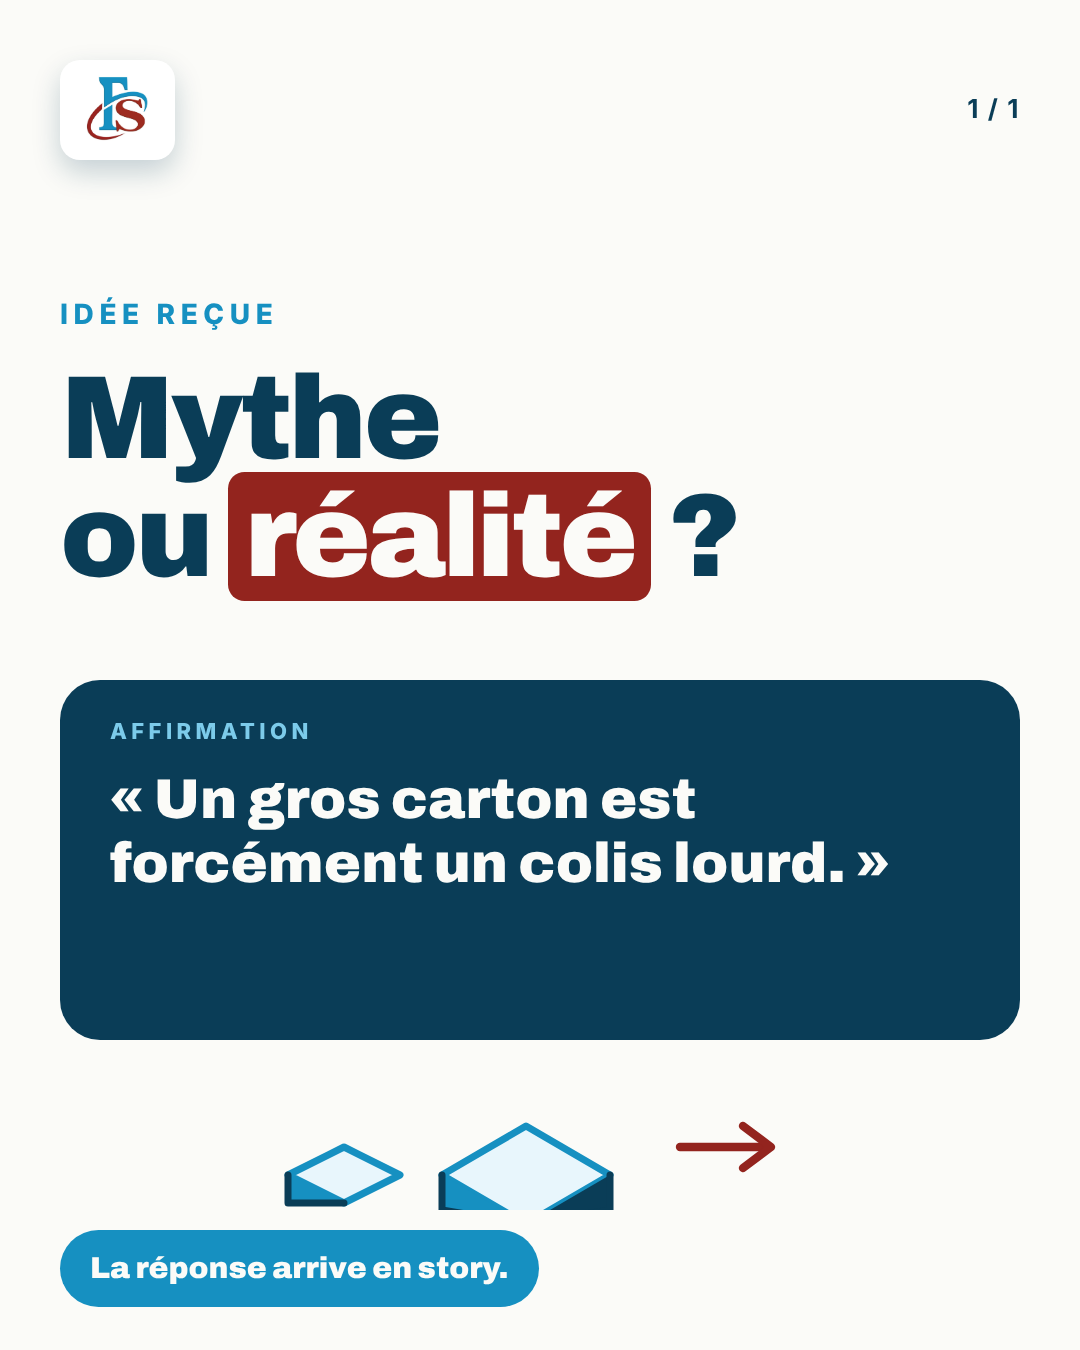 FS
1 / 1
IDÉE REÇUE
Mythe
ou réalité ?
AFFIRMATION
« Un gros carton est
forcément un colis lourd. »
La réponse arrive en story.